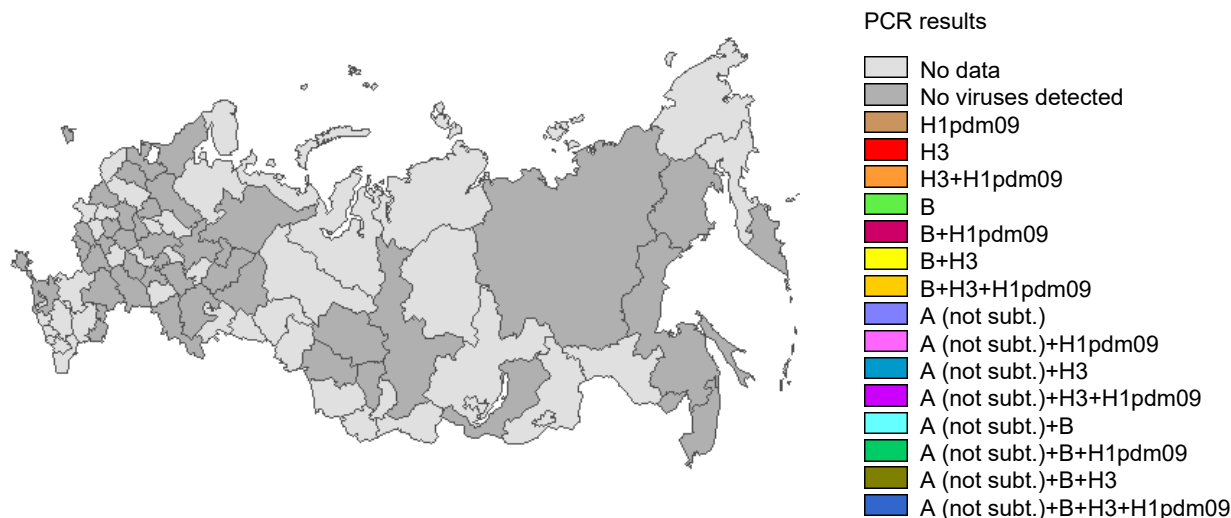 PCR results
No data
No viruses detected
H1pdm09
H3
H3+H1pdm09
B
B+H1pdm09
B+H3
B+H3+H1pdm09
A (not subt.)
A (not subt.)+H1pdm09
A (not subt.)+H3
A (not subt.)+H3+H1pdm09
A (not subt.)+B
A (not subt.)+B+H1pdm09
A (not subt.)+B+H3
A (not subt.)+B+H3+H1pdm09